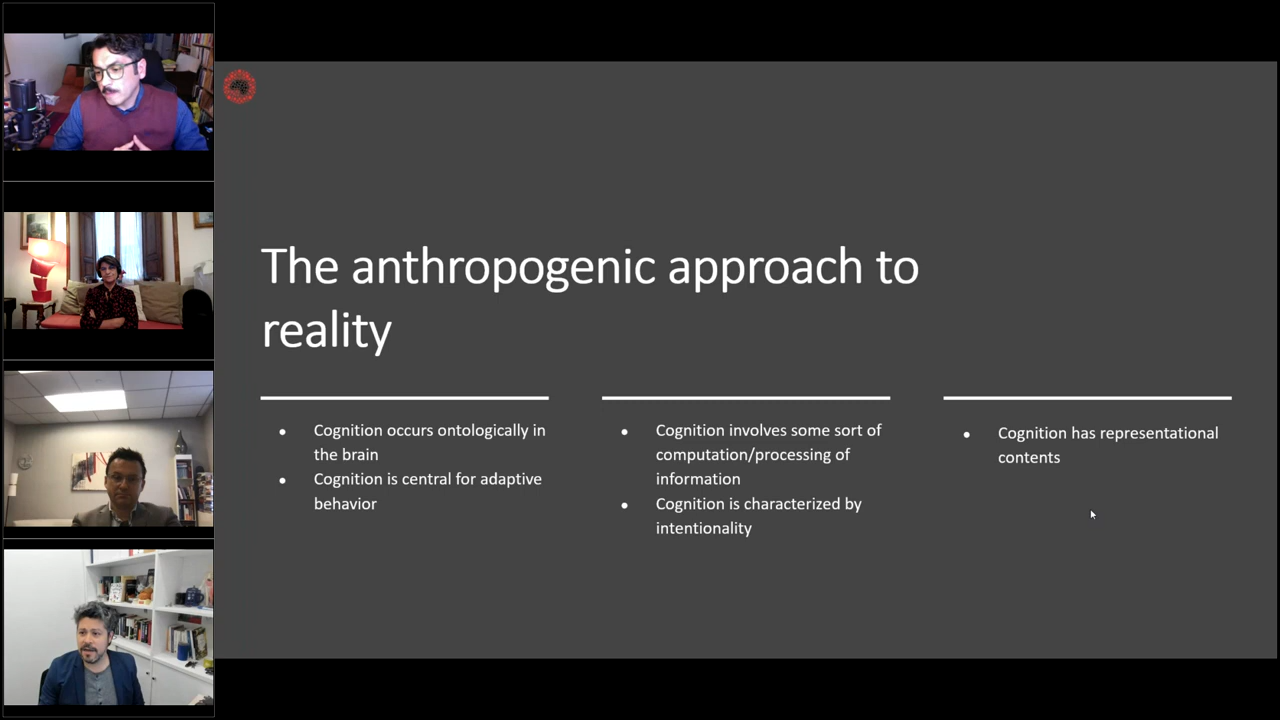 The anthropogenic approach to
reality
Cognition occurs ontologically in
the brain
Cognition is central for adaptive
behavior
Cognition involves some sort of
computation/processing of
information
Cognition is characterized by
intentionality
Cognition has representational
contents